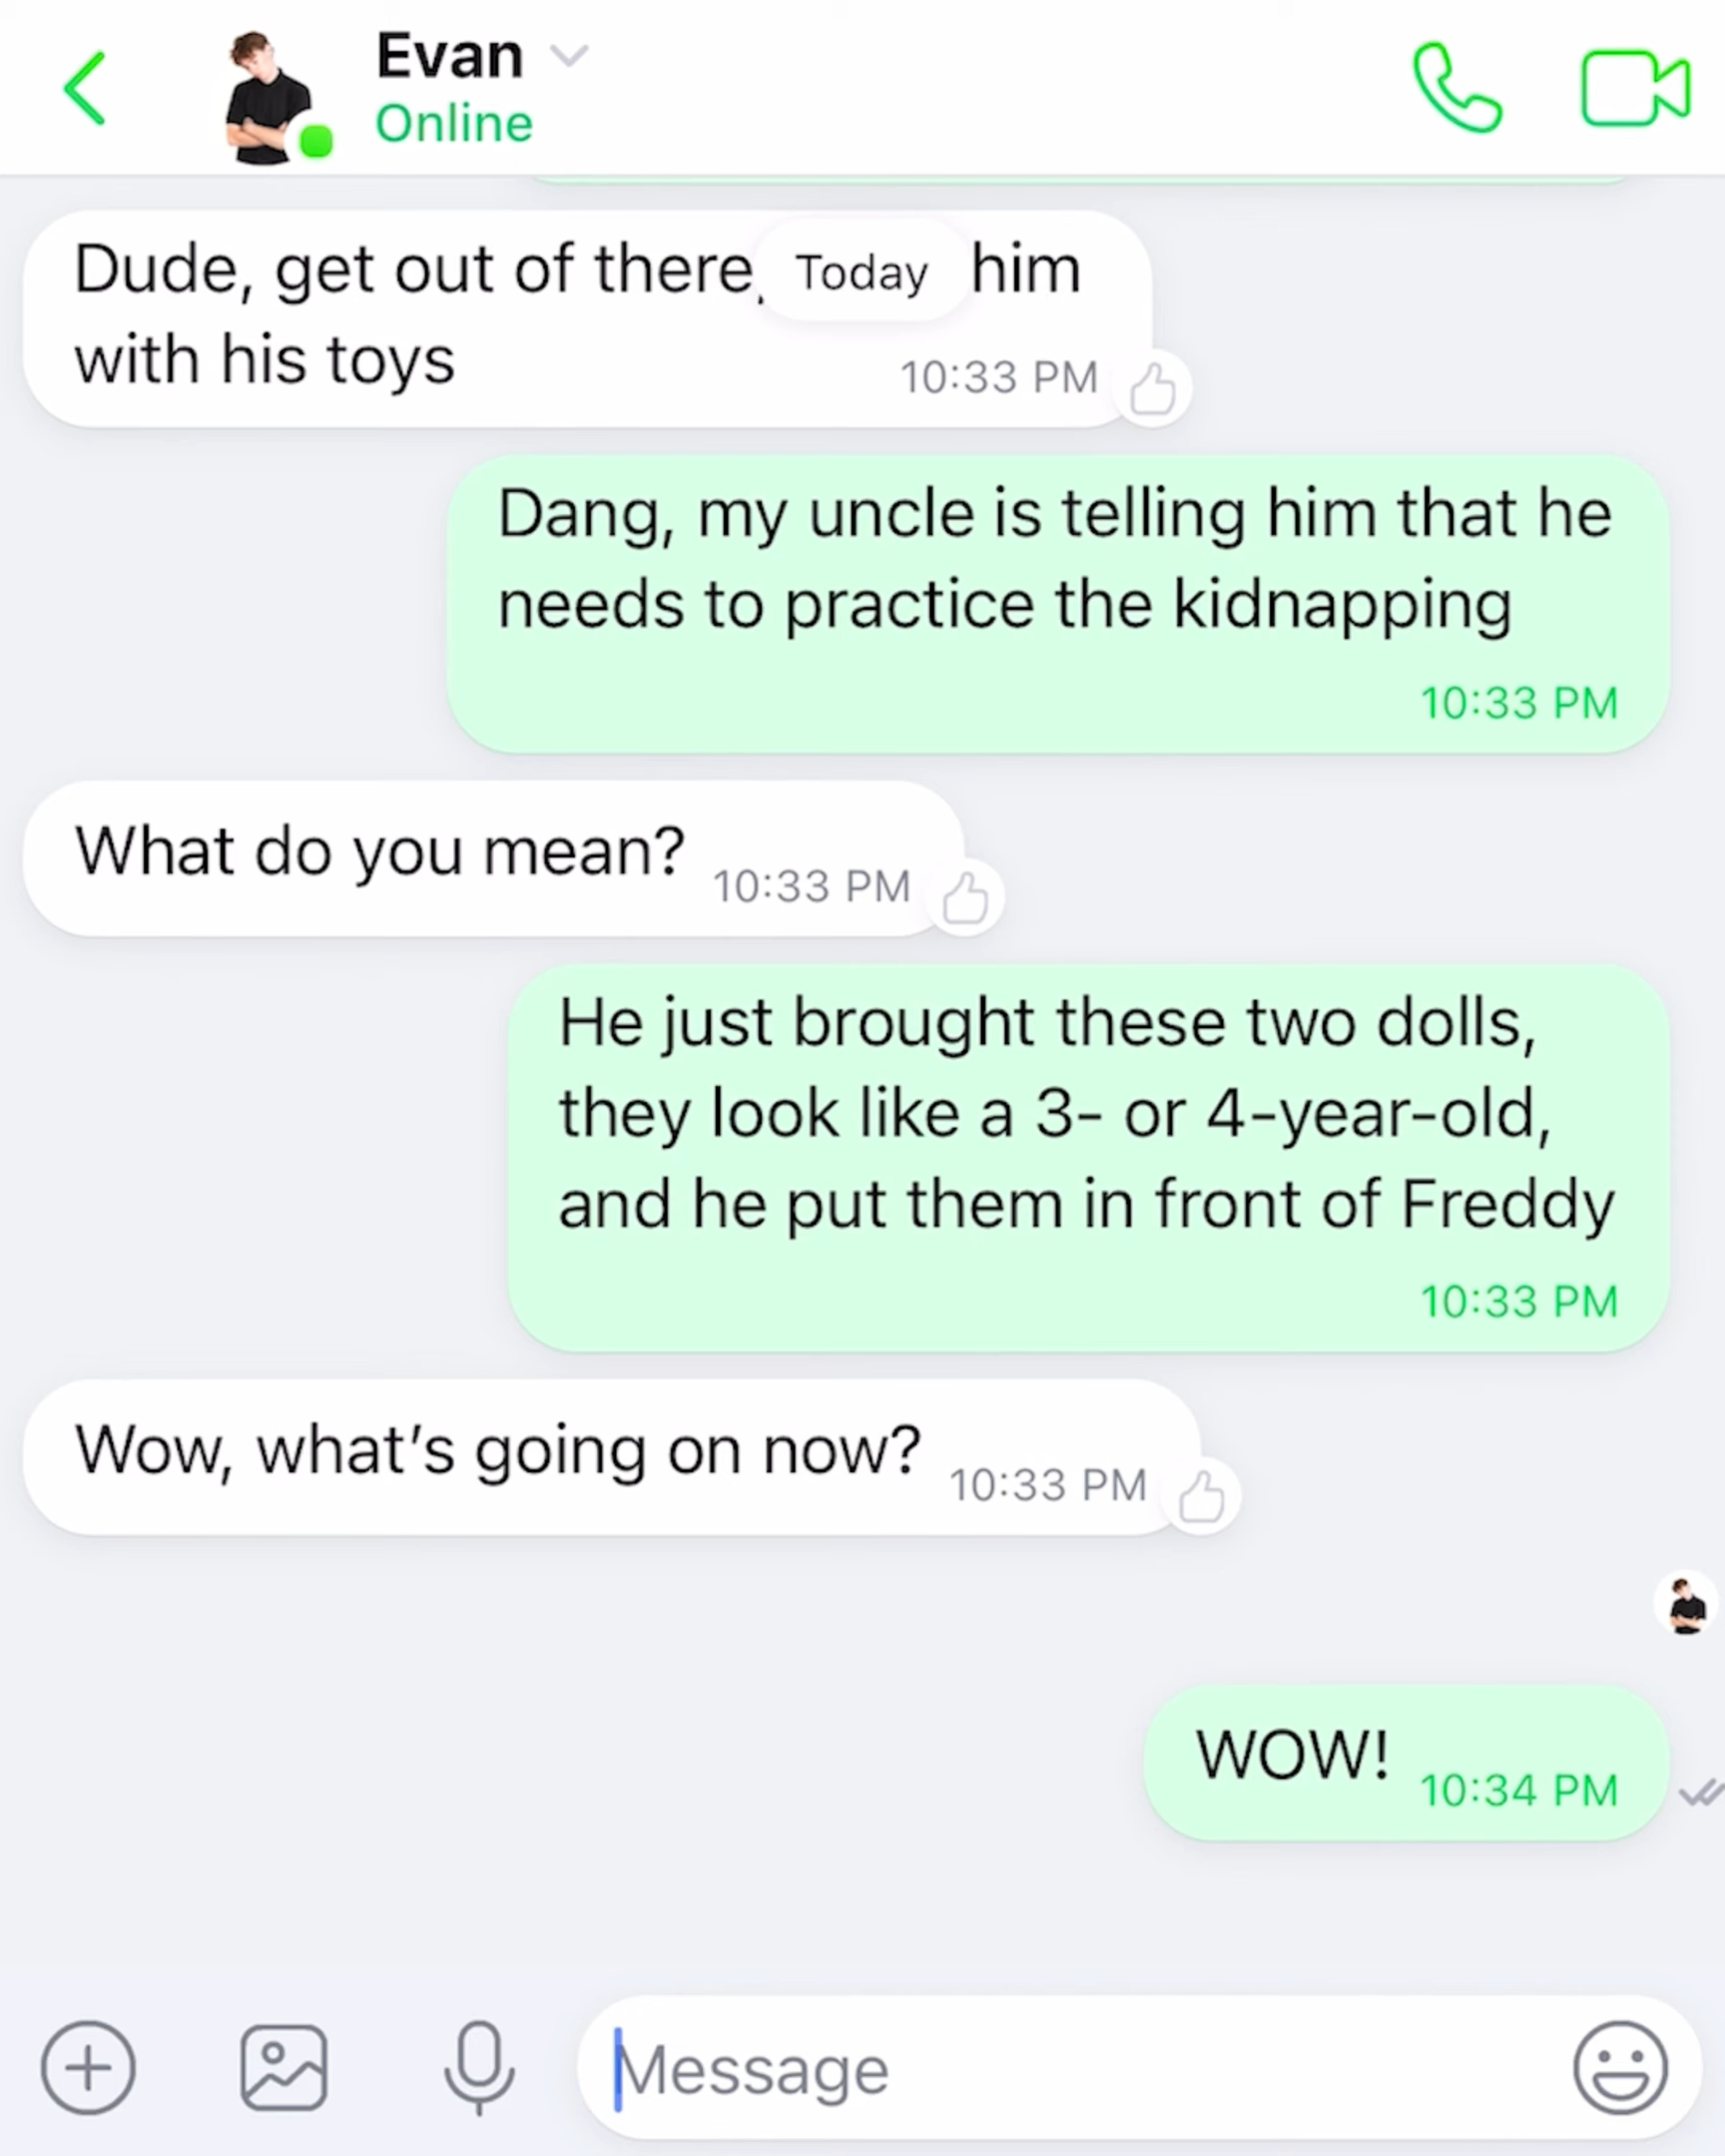 Evan
Online
Dude, get out of there, Today him
with his toys
10:33 PM
Dang, my uncle is telling him that he
needs to practice the kidnapping
10:33 PM
What do you mean? 10:33 PM
He just brought these two dolls,
they look like a 3- or 4-year-old,
and he put them in front of Freddy
10:33 PM
Wow, what's going on now? 10:33 PM
WOW! 10:34 PM
Message